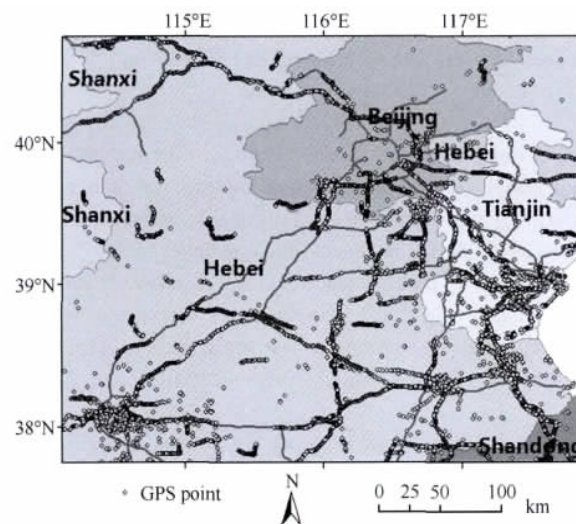 115°E 116°E 117°E
Shanxi
Beijing
40°N
Hebei
Shanxi
Tianjin
Hebei
39°N
38°N
Shandong
N
GPS point
0 25 50 100
km